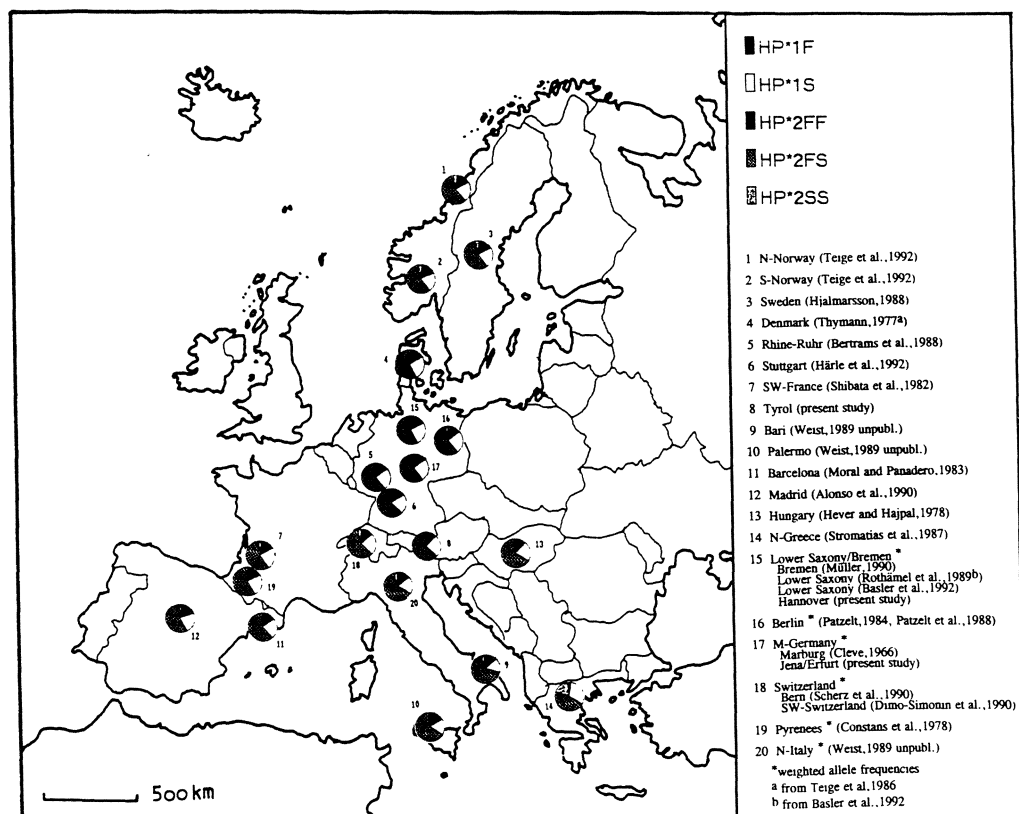 HP*1F
HP*1S
HP*2FF
HP*2FS
HP*2SS
1 N-Norway (Teige et al.,1992)
2 S-Norway (Teige et al.,1992)
3 Sweden (Hjalmarsson,1988)
4 Denmark (Thymann,1977a)
5 Rhine-Ruhr (Bertrams et al.,1988)
6 Stuttgart (Härle et al.,1992)
7 SW-France (Shibata et al.,1982)
8 Tyrol (present study)
9 Bari (Weist,1989 unpubl.)
10 Palermo (Weist,1989 unpubl.)
11 Barcelona (Moral and Panadero,1983)
12 Madrid (Alonso et al.,1990)
13 Hungary (Hever and Hajpal,1978)
14 N-Greece (Stromatias et al.,1987)
15 Lower Saxony/Bremen *
Bremen (Müller,1990)
Lower Saxony (Rothämel et al.,1989b)
Lower Saxony (Basler et al.,1992)
Hannover (present study)
16 Berlin * (Patzelt,1984, Patzelt et al.,1988)
17 M-Germany *
Marburg (Cleve,1966)
Jena/Erfurt (present study)
18 Switzerland *
Bern (Scherz et al.,1990)
SW-Switzerland (Dimo-Simonin et al.,1990)
19 Pyrenees * (Constans et al.,1978)
20 N-Italy * (Weist,1989 unpubl.)
*weighted allele frequencies
a from Teige et al,1986
b from Basler et al.,1992
1
3
2
4
15
16
5
17
6
7
18
8
13
19
20
12
11
9
14
10
500 km